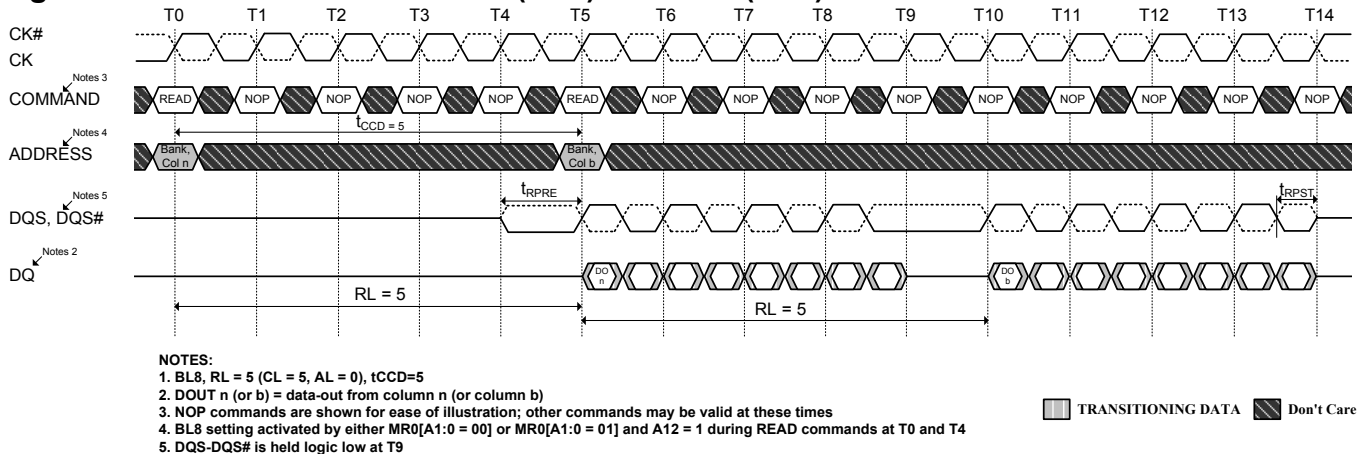 T0 T1 T2 T3 T4 T5 T6 T7 T8 T9 T10 T11 T12 T13 T14
CK#
CK
Notes 3
COMMAND
READ NOP NOP NOP NOP READ NOP NOP NOP NOP NOP NOP NOP NOP NOP
tCCD = 5
Notes 4
ADDRESS
Bank, Col n
Bank, Col b
tRPRE
tRPST
Notes 5
DQS, DQS#
Notes 2
DQ
DO n
DO b
RL = 5
RL = 5
NOTES:
1. BL8, RL = 5 (CL = 5, AL = 0), tCCD=5
2. DOUT n (or b) = data-out from column n (or column b)
3. NOP commands are shown for ease of illustration; other commands may be valid at these times
4. BL8 setting activated by either MR0[A1:0 = 00] or MR0[A1:0 = 01] and A12 = 1 during READ commands at T0 and T4
5. DQS-DQS# is held logic low at T9
TRANSITIONING DATA
Don't Care